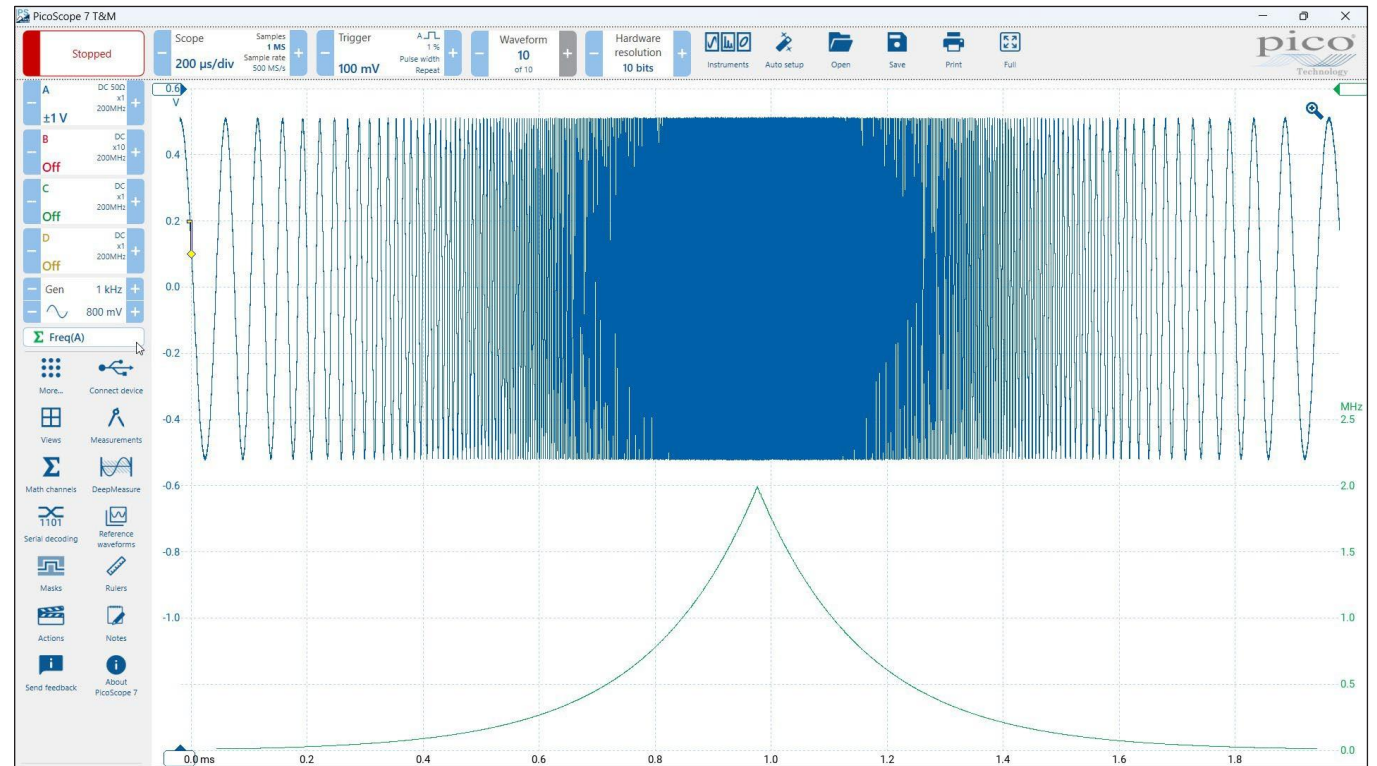 PicoScope 7 T&M
Stopped
Scope
Samples
1 MS
Sample rate
500 MS/s
200 µs/div
Trigger
A
1 %
Pulse width
Repeat
100 mV
Waveform
10
of 10
Hardware
resolution
10 bits
Instruments
Auto setup
Open
Save
Print
Full
pico
Technology
A
DC 50Ω
x1
200MHz
±1 V
B
DC
x10
200MHz
Off
C
DC
x1
200MHz
Off
D
DC
x1
200MHz
Off
Gen
1 kHz
800 mV
Σ Freq(A)
More...
Connect device
Views
Measurements
Math channels
DeepMeasure
1101
Serial decoding
Reference
waveforms
Masks
Rulers
Actions
Notes
Send feedback
About
PicoScope 7
0.6
V
0.4
0.2
0.0
-0.2
-0.4
-0.6
-0.8
-1.0
MHz
2.5
2.0
1.5
1.0
0.5
0.0
0.0 ms
0.2
0.4
0.6
0.8
1.0
1.2
1.4
1.6
1.8